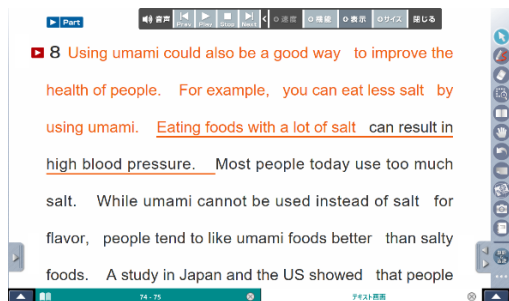 Part
音声
Prev Play Stop Next
速度
機能
表示
サイズ
閉じる
8 Using umami could also be a good way to improve the
health of people. For example, you can eat less salt by
using umami. Eating foods with a lot of salt can result in
high blood pressure. Most people today use too much
salt. While umami cannot be used instead of salt for
flavor, people tend to like umami foods better than salty
foods. A study in Japan and the US showed that people
74 - 75
テキスト画面